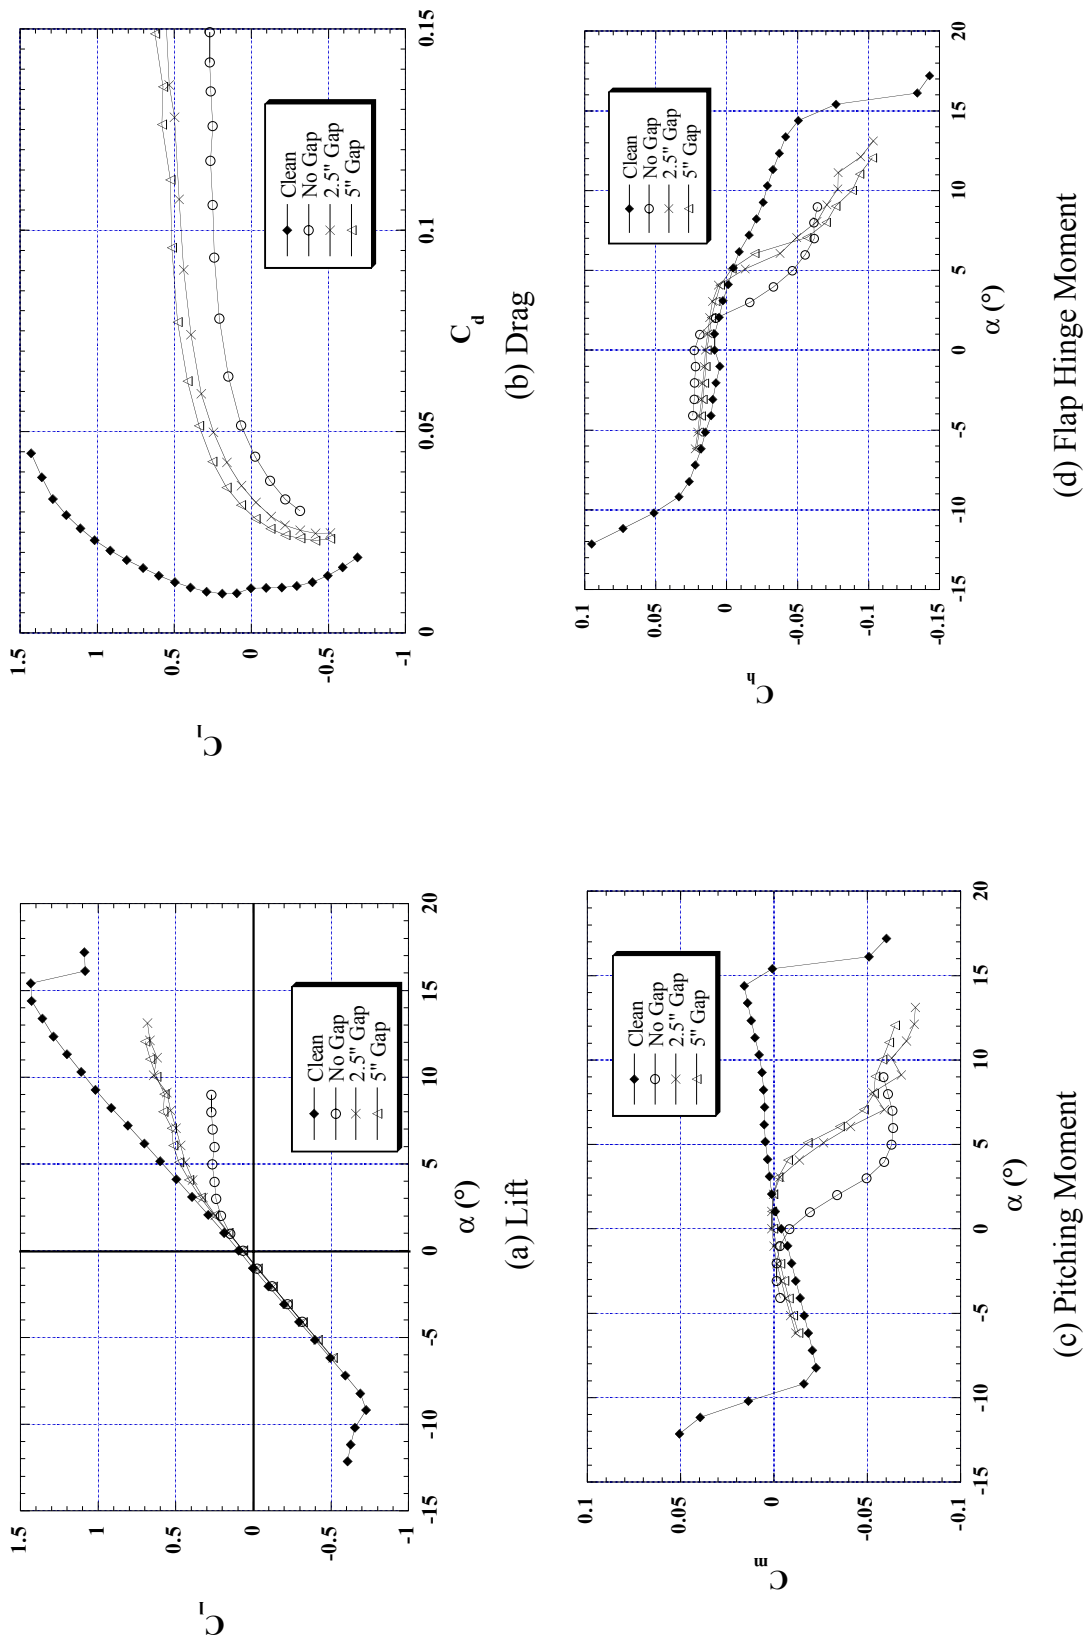 1.5
1
0.5
0
-0.5
-1
C_l
-15
-10
-5
0
5
10
15
20
α (°)
Clean
No Gap
2.5" Gap
5" Gap
(a) Lift
1.5
1
0.5
0
-0.5
-1
C_l
0
0.05
0.1
0.15
C_d
Clean
No Gap
2.5" Gap
5" Gap
(b) Drag
0.1
0.05
0
-0.05
-0.1
C_m
-15
-10
-5
0
5
10
15
20
α (°)
Clean
No Gap
2.5" Gap
5" Gap
(c) Pitching Moment
0.1
0.05
0
-0.05
-0.1
-0.15
C_h
-15
-10
-5
0
5
10
15
20
α (°)
Clean
No Gap
2.5" Gap
5" Gap
(d) Flap Hinge Moment